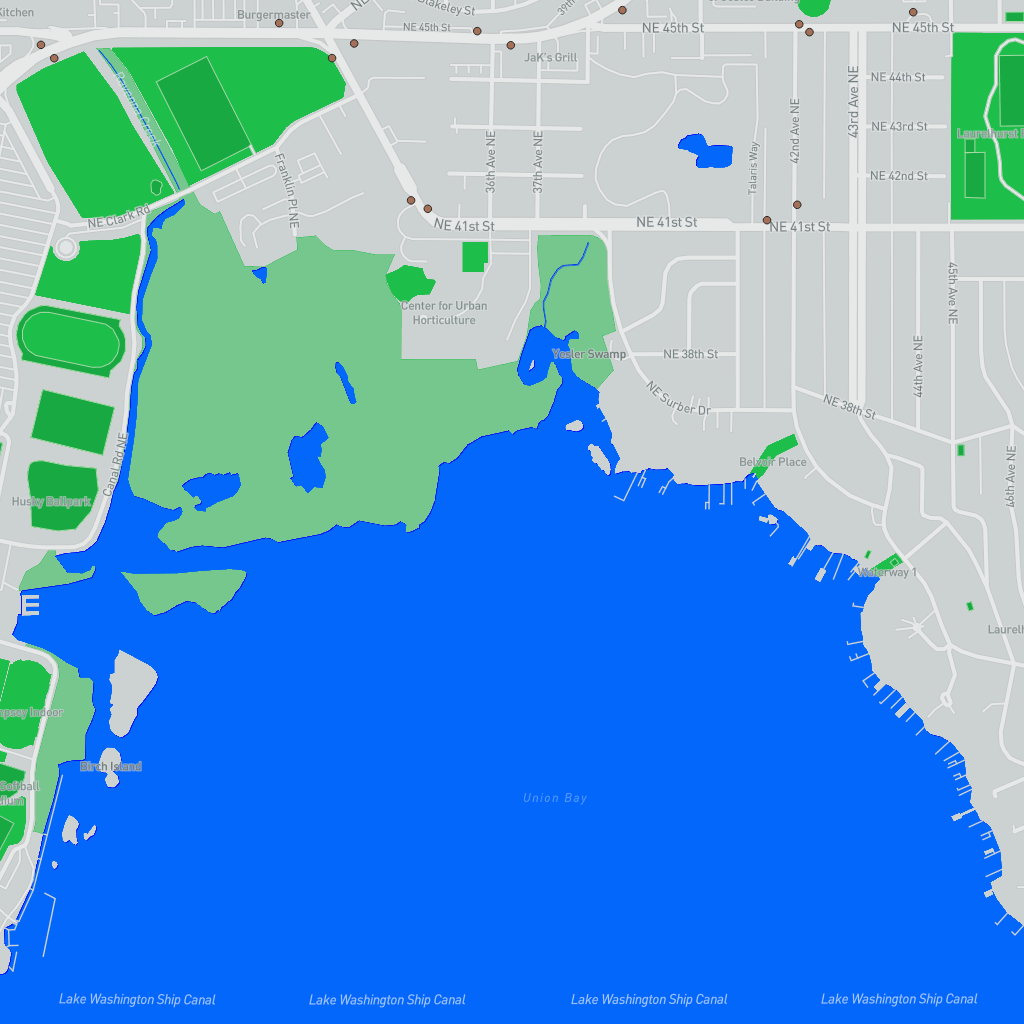 Kitchen
Burgermaster
Blakeley St
39th
NE 45th St
NE 45th St
NE 45th St
JaK's Grill
NE 44th St
43rd Ave NE
42nd Ave NE
NE 43rd St
Laurelhurst
36th Ave NE
37th Ave NE
Talaris Way
NE 42nd St
Franklin Pl NE
NE Clark Rd
NE 41st St
NE 41st St
NE 41st St
45th Ave NE
Center for Urban
Horticulture
Yesler Swamp
NE 38th St
44th Ave NE
NE Surber Dr
NE 38th St
Canal Rd NE
Belvoir Place
46th Ave NE
Husky Ballpark
Waterway 1
Laurelh
mpsey Indoor
Birch Island
Softball
dium
Union Bay
Lake Washington Ship Canal
Lake Washington Ship Canal
Lake Washington Ship Canal
Lake Washington Ship Canal